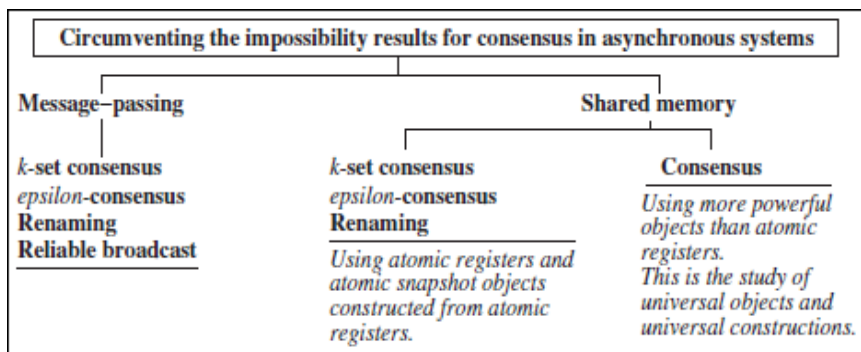 Circumventing the impossibility results for consensus in asynchronous systems
Message–passing
Shared memory
k-set consensus
epsilon-consensus
Renaming
Reliable broadcast
k-set consensus
epsilon-consensus
Renaming
Using atomic registers and
atomic snapshot objects
constructed from atomic
registers.
Consensus
Using more powerful
objects than atomic
registers.
This is the study of
universal objects and
universal constructions.